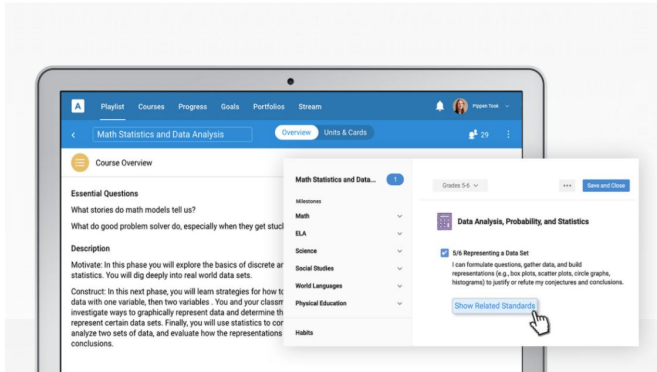 A Playlist Courses Progress Goals Portfolios Stream Pippen Took
Math Statistics and Data Analysis Overview Units & Cards 29
Course Overview
Essential Questions
What stories do math models tell us?
What do good problem solver do, especially when they get stuck
Description
Motivate: In this phase you will explore the basics of discrete ar
statistics. You will dig deeply into real world data sets.
Construct: In this next phase, you will learn strategies for how to
data with one variable, then two variables . You and your classm
investigate ways to graphically represent data and determine th
represent certain data sets. Finally, you will use statistics to cor
analyze two sets of data, and evaluate how the representations
conclusions.
Math Statistics and Data... 1
Milestones
Math
ELA
Science
Social Studies
World Languages
Physical Education
Habits
Grades 5-6 Save and Close
Data Analysis, Probability, and Statistics
5/6 Representing a Data Set
I can formulate questions, gather data, and build
representations (e.g., box plots, scatter plots, circle graphs,
histograms) to justify or refute my conjectures and conclusions.
Show Related Standards